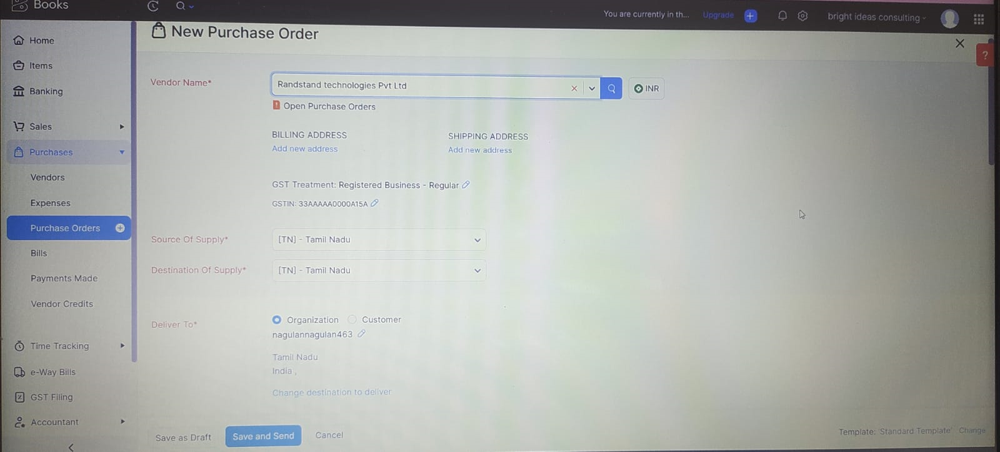 Books
You are currently in th... Upgrade
bright ideas consulting
New Purchase Order
?
Home
Items
Banking
Sales
Purchases
Vendors
Expenses
Purchase Orders
Bills
Payments Made
Vendor Credits
Time Tracking
e-Way Bills
GST Filing
Accountant
Vendor Name*
Randstand technologies Pvt Ltd
INR
Open Purchase Orders
BILLING ADDRESS
Add new address
SHIPPING ADDRESS
Add new address
GST Treatment: Registered Business - Regular
GSTIN: 33AAAAA0000A15A
Source Of Supply*
[TN] - Tamil Nadu
Destination Of Supply*
[TN] - Tamil Nadu
Deliver To*
Organization Customer
nagulannagulan463
Tamil Nadu
India ,
Change destination to deliver
Save as Draft Save and Send Cancel
Template: 'Standard Template' Change